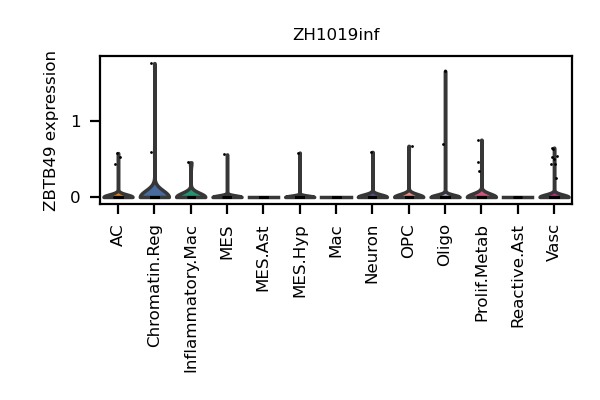 ZH1019inf
ZBTB49 expression
1
0
AC
Chromatin.Reg
Inflammatory.Mac
MES
MES.Ast
MES.Hyp
Mac
Neuron
OPC
Oligo
Prolif.Metab
Reactive.Ast
Vasc